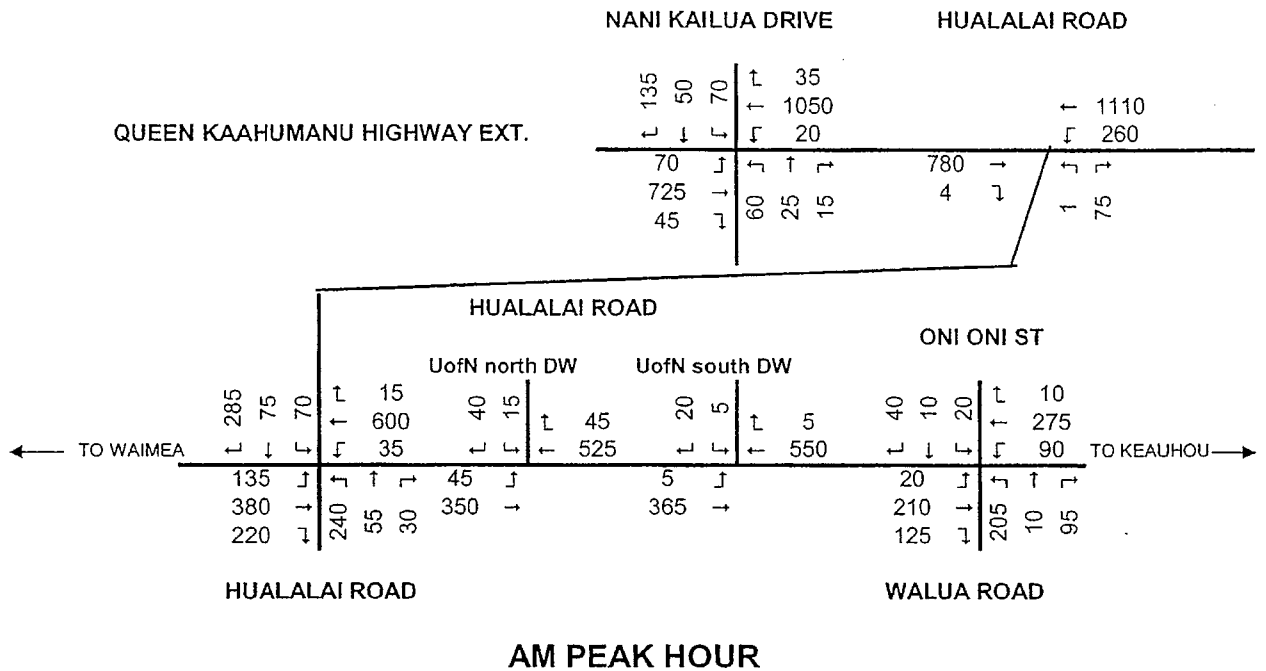 NANI KAILUA DRIVE HUALALAI ROAD
135 50 70 ↰ 35
← 1050 ← 1110
QUEEN KAAHUMANU HIGHWAY EXT. ↵ ↓ ↳ 20 260
70 ↰ ↑ ↱ 780 →
725 → 60 25 15 4 1 75
45
HUALALAI ROAD
ONI ONI ST
UofN north DW UofN south DW
285 75 70 15 40 15 45 20 5 5 40 10 20 10
← 600 ← 525 ← 550 ← 275
TO WAIMEA 35 90 TO KEAUHOU
135 45 5 20
380 → 350 → 365 → 210 →
220 240 55 30 125 205 10 95
HUALALAI ROAD WALUA ROAD
AM PEAK HOUR